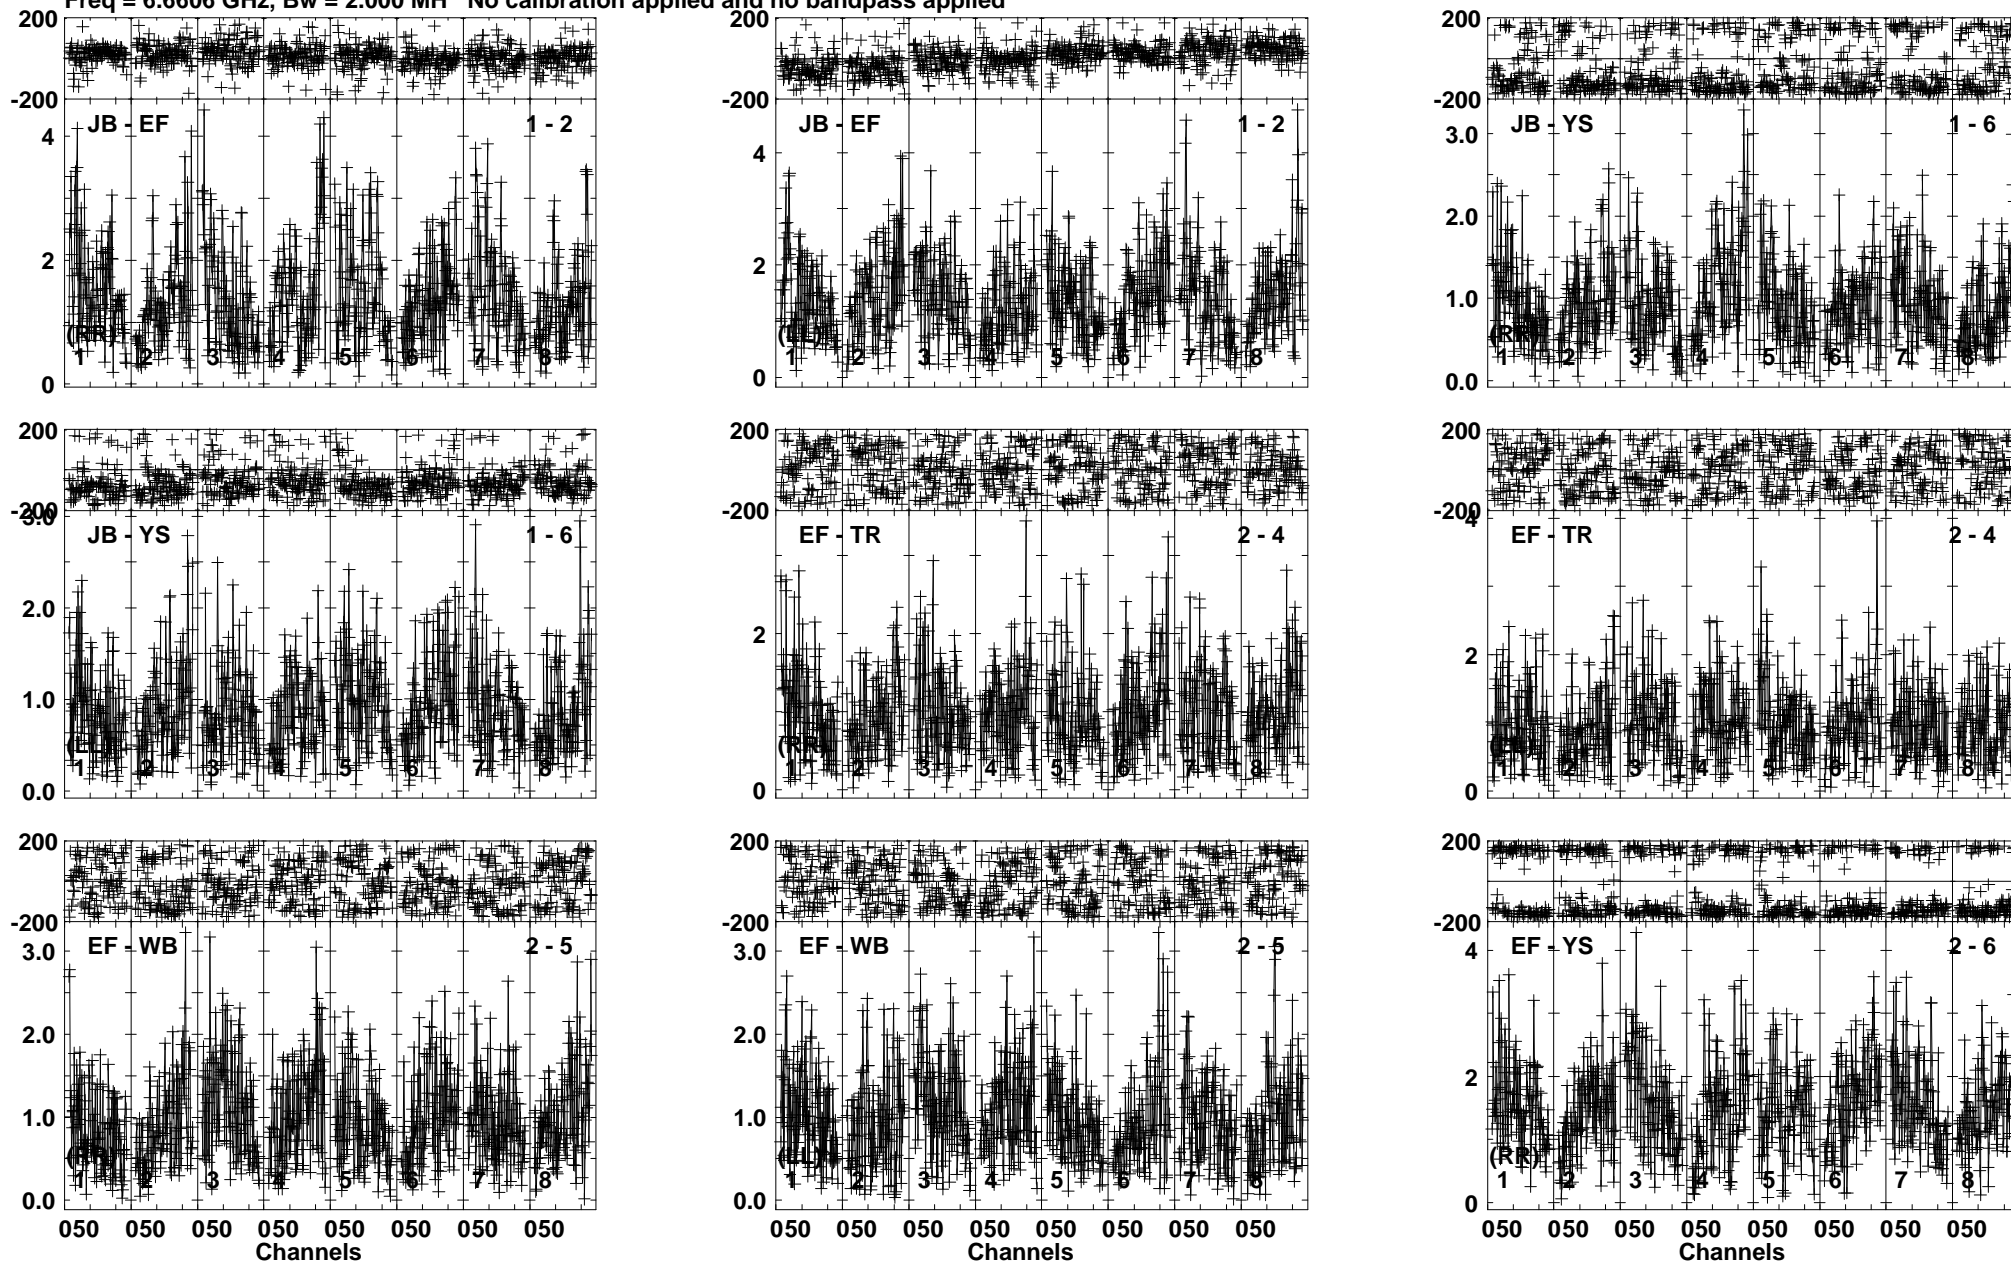 Freq = 6.6606 GHz, Bw = 2.000 MH No calibration applied and no bandpass applied
200 200 200
-200 -200 -200
JB - EF 1 - 2 JB - EF 1 - 2 JB - YS 1 - 6
4 4 3.0
2 2 2.0
1.0
(RR) (LL) (RR)
1 2 3 4 5 6 7 8 1 2 3 4 5 6 7 8 1 2 3 4 5 6 7 8
0 0 0.0
200 200 200
-200 -200 -200
3.0 4
JB - YS 1 - 6 EF - TR 2 - 4 EF - TR 2 - 4
2.0 2 2
1.0
(LL) (RR) (LL)
1 2 3 4 5 6 7 8 1 2 3 4 5 6 7 8 1 2 3 4 5 6 7 8
0.0 0 0
200 200 200
-200 -200 -200
EF - WB 2 - 5 EF - WB 2 - 5 EF - YS 2 - 6
3.0 3.0 4
2.0 2.0 2
1.0 1.0
(RR) (LL) (RR)
1 2 3 4 5 6 7 8 1 2 3 4 5 6 7 8 1 2 3 4 5 6 7 8
0.0 0.0 0
050 050 050 050 050 050 050 050 050 050 050 050 050 050 050 050 050 050 050 050 050 050 050 050
Channels Channels Channels